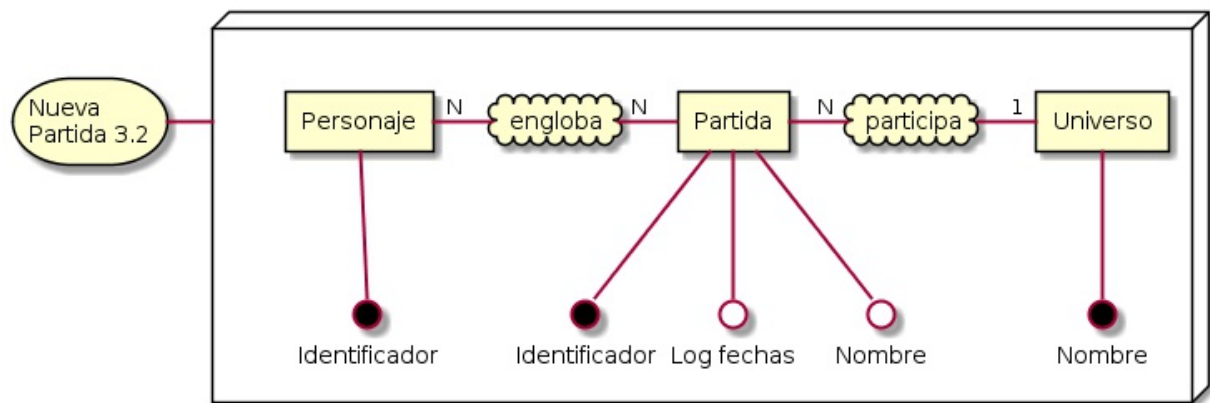 Nueva
Partida 3.2
Personaje
N
engloba
N
Partida
N
participa
1
Universo
Identificador
Identificador
Log fechas
Nombre
Nombre